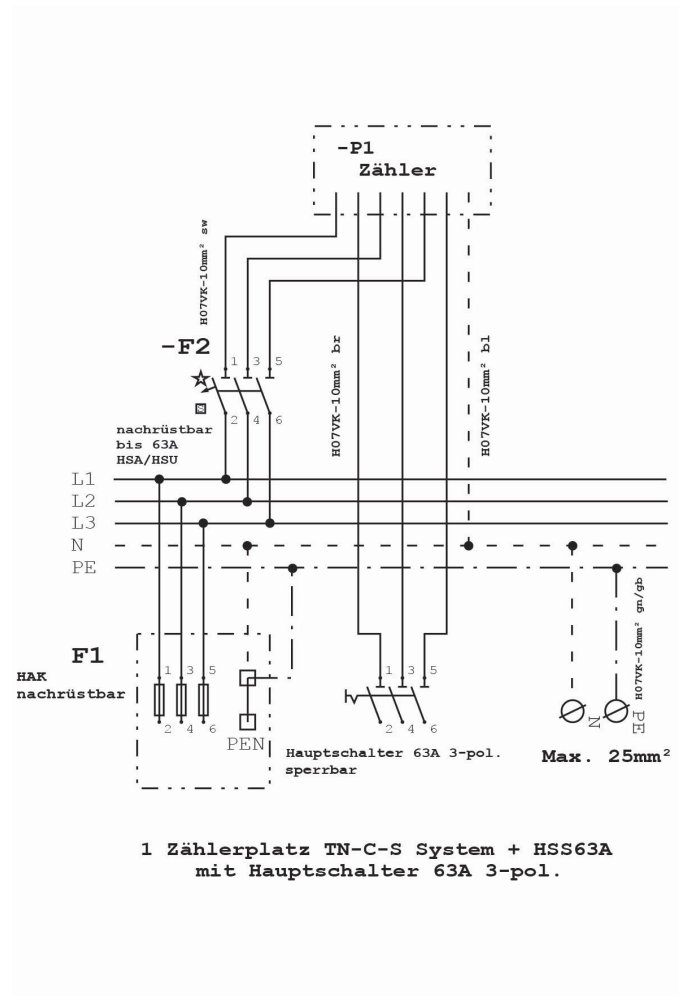 -P1
Zähler
H07VK-10mm² sw
-F2
1 3 5
2 4 6
nachrüstbar
bis 63A
HSA/HSU
H07VK-10mm² br
H07VK-10mm² bl
L1
L2
L3
N
PE
F1
HAK
nachrüstbar
1 3 5
2 4 6
PEN
1 3 5
2 4 6
Hauptschalter 63A 3-pol.
sperrbar
H07VK-10mm² gn/gb
N
PE
Max. 25mm²
1 Zählerplatz TN-C-S System + HSS63A
mit Hauptschalter 63A 3-pol.